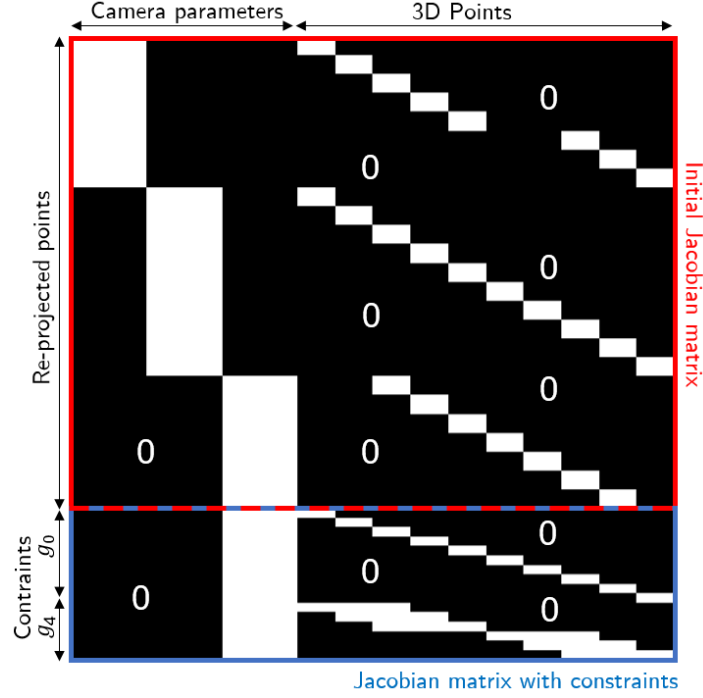 Camera parameters
3D Points
0
0
Re-projected points
Initial Jacobian matrix
0
0
0
0
0
Contraints
g0
g4
0
0
0
0
Jacobian matrix with constraints